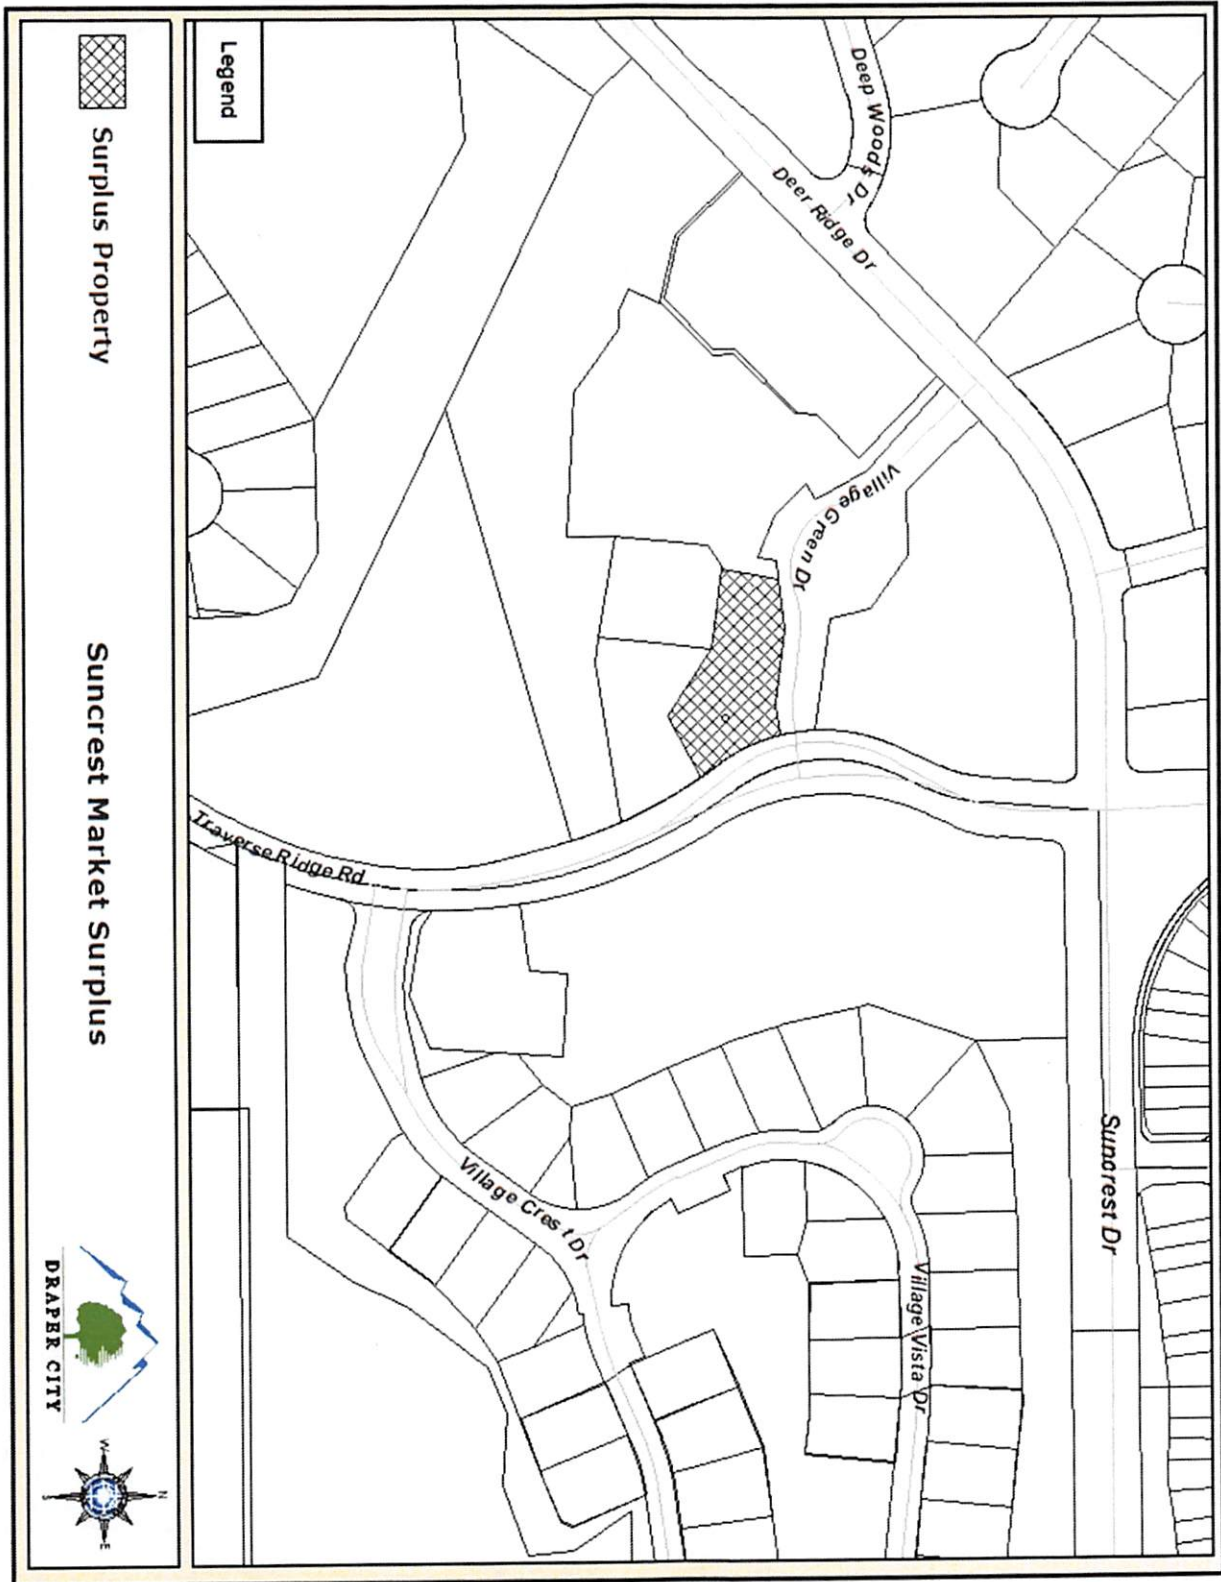 Deep Woods Dr
Deer Ridge Dr
Village Green Dr
Traverse Ridge Rd
Suncrest Dr
Village Crest Dr
Village Vista Dr
Legend
Surplus Property
Suncrest Market Surplus
DRAPER CITY
N
W
E
S